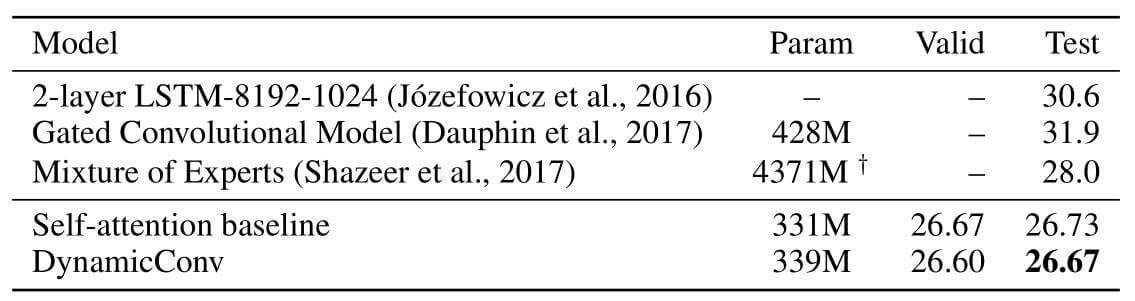 Model Param Valid Test
2-layer LSTM-8192-1024 (Józefowicz et al., 2016) – – 30.6
Gated Convolutional Model (Dauphin et al., 2017) 428M – 31.9
Mixture of Experts (Shazeer et al., 2017) 4371M † – 28.0
Self-attention baseline 331M 26.67 26.73
DynamicConv 339M 26.60 26.67